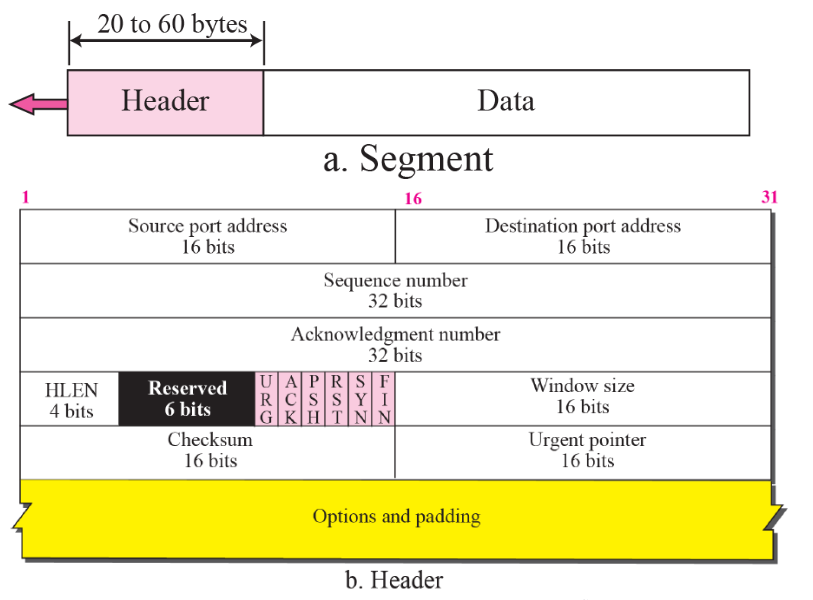 20 to 60 bytes
Header
Data
a. Segment
1
16
31
Source port address
16 bits
Destination port address
16 bits
Sequence number
32 bits
Acknowledgment number
32 bits
HLEN
4 bits
Reserved
6 bits
URG
ACK
PSH
RST
SYN
FIN
Window size
16 bits
Checksum
16 bits
Urgent pointer
16 bits
Options and padding
b. Header